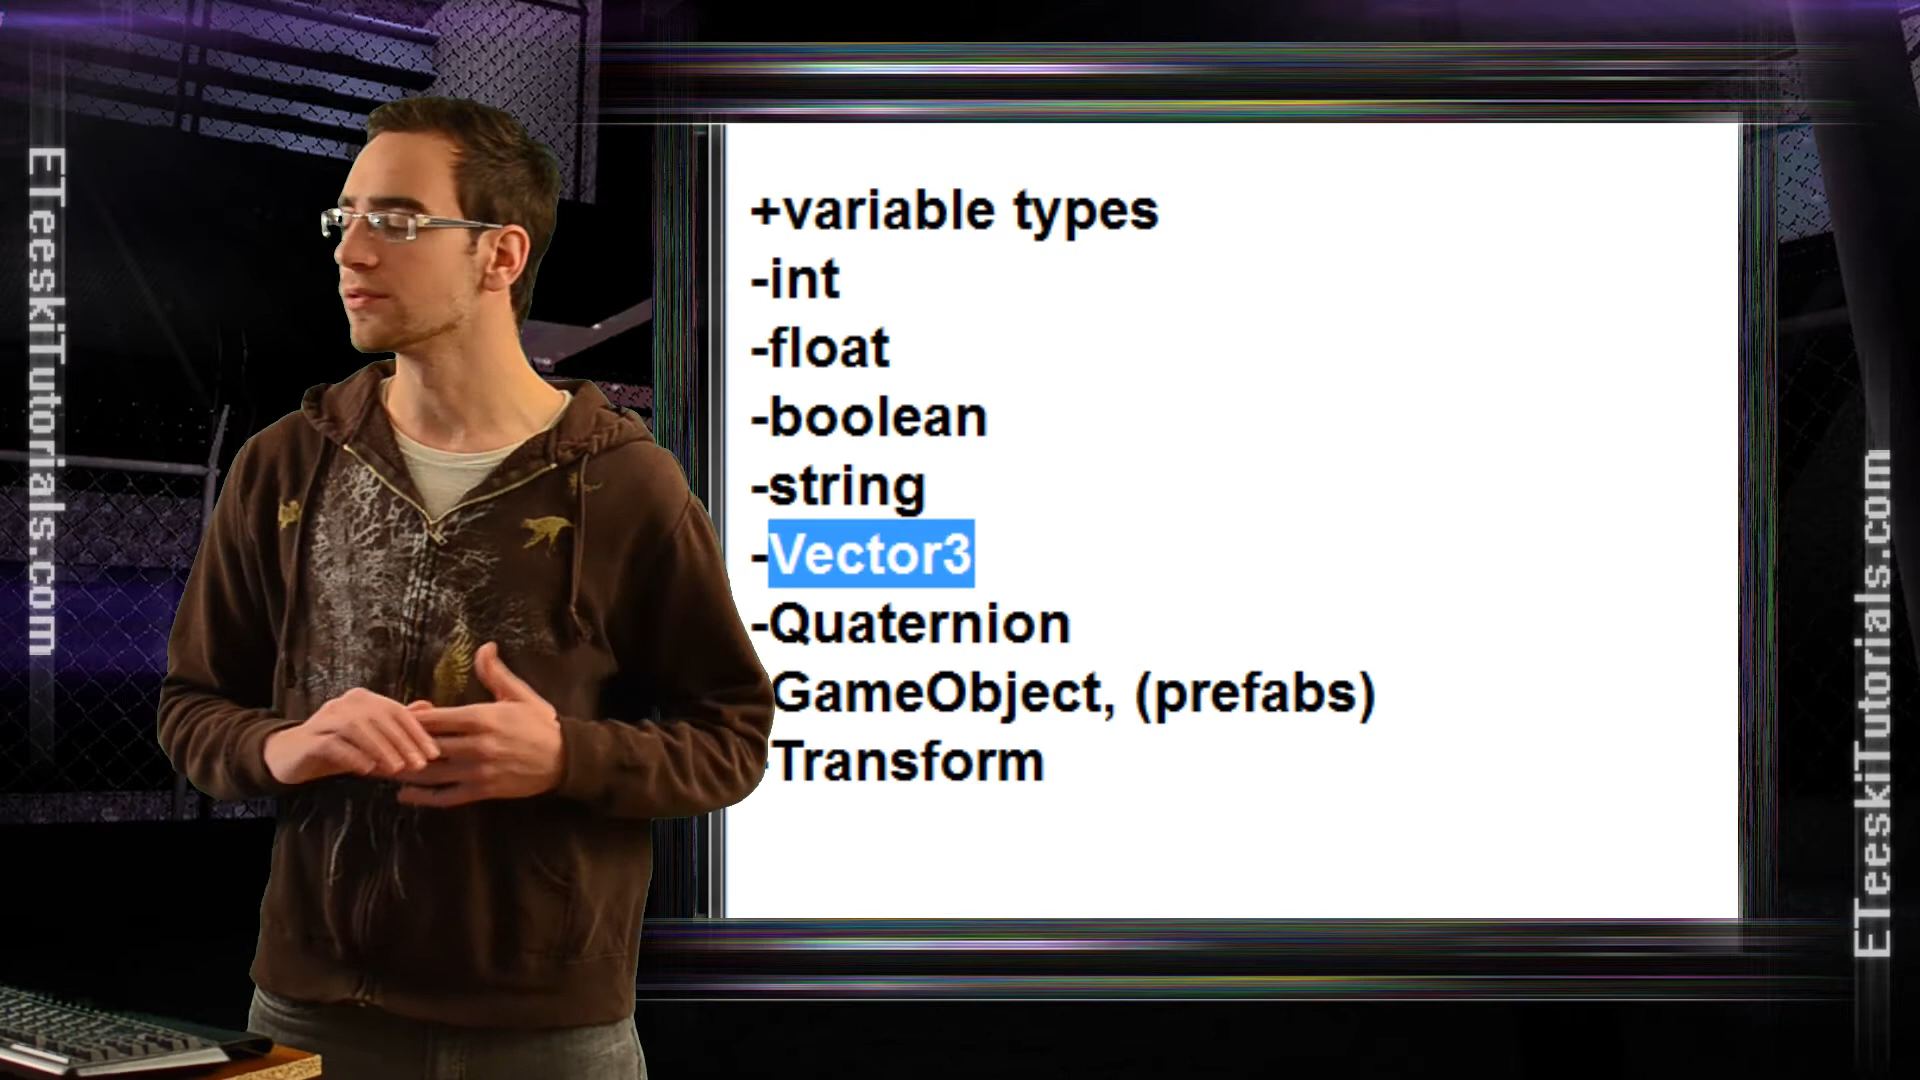 ETeeskiTutorials.com
+variable types
-int
-float
-boolean
-string
-Vector3
-Quaternion
GameObject, (prefabs)
-Transform
ETeeskiTutorials.com